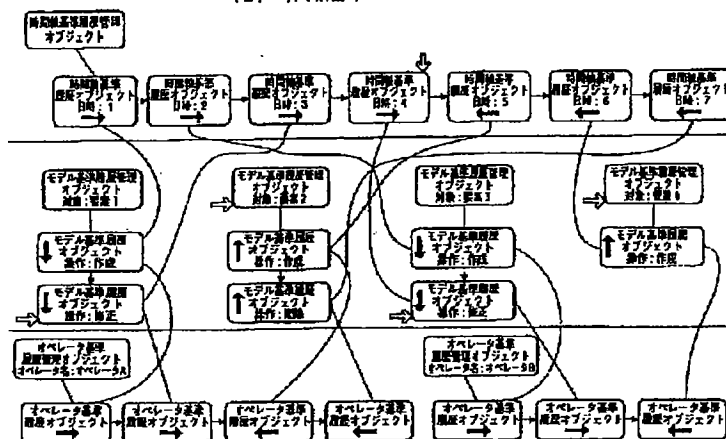 時間軸基準履歴管理
オブジェクト
時間軸基準
履歴オブジェクト
日時:1
時間軸基準
履歴オブジェクト
日時:2
時間軸基準
履歴オブジェクト
日時:3
時間軸基準
履歴オブジェクト
日時:4
時間軸基準
履歴オブジェクト
日時:5
時間軸基準
履歴オブジェクト
日時:6
時間軸基準
履歴オブジェクト
日時:7
モデル基準履歴管理
オブジェクト
対象:要素1
モデル基準履歴管理
オブジェクト
対象:要素2
モデル基準履歴管理
オブジェクト
対象:要素3
モデル基準履歴管理
オブジェクト
対象:要素4
モデル基準履歴
オブジェクト
操作:作成
モデル基準履歴
オブジェクト
操作:作成
モデル基準履歴
オブジェクト
操作:作成
モデル基準履歴
オブジェクト
操作:作成
モデル基準履歴
オブジェクト
操作:修正
モデル基準履歴
オブジェクト
操作:削除
モデル基準履歴
オブジェクト
操作:修正
オペレータ基準
履歴管理オブジェクト
オペレータ名:オペレータA
オペレータ基準
履歴管理オブジェクト
オペレータ名:オペレータB
オペレータ基準
履歴オブジェクト
オペレータ基準
履歴オブジェクト
オペレータ基準
履歴オブジェクト
オペレータ基準
履歴オブジェクト
オペレータ基準
履歴オブジェクト
オペレータ基準
履歴オブジェクト
オペレータ基準
履歴オブジェクト